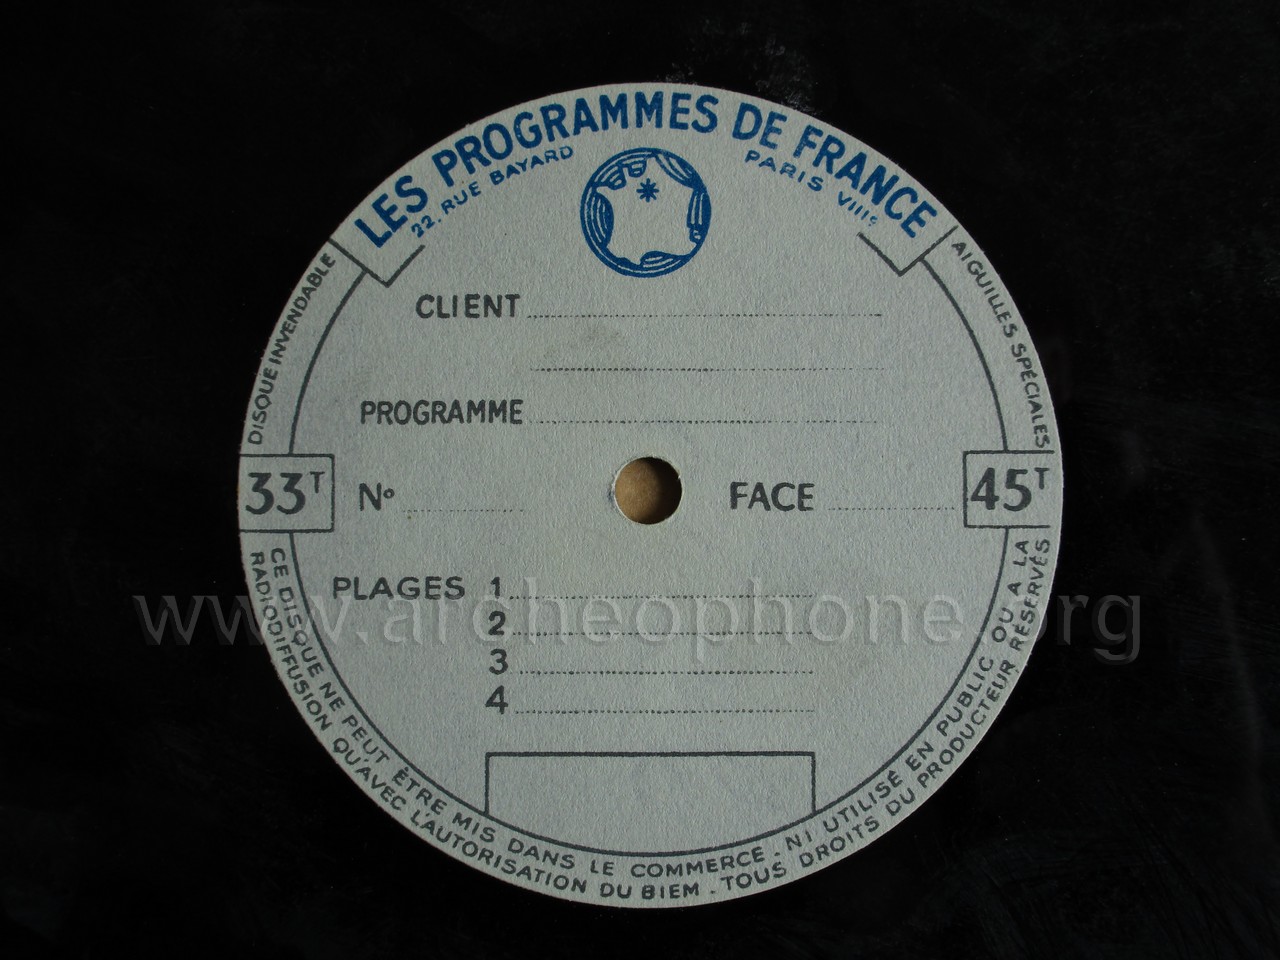 LES PROGRAMMES DE FRANCE
22, RUE BAYARD PARIS VIIIe
DISQUE INVENDABLE
AIGUILLES SPÉCIALES
CLIENT
PROGRAMME
33T No FACE 45T
PLAGES 1
2
3
4
CE DISQUE NE PEUT ÊTRE MIS DANS LE COMMERCE - NI UTILISÉ EN PUBLIC OU A LA
RADIODIFFUSION QU'AVEC L'AUTORISATION DU BIEM - TOUS DROITS DU PRODUCTEUR RÉSERVÉS
www.archeophone.org